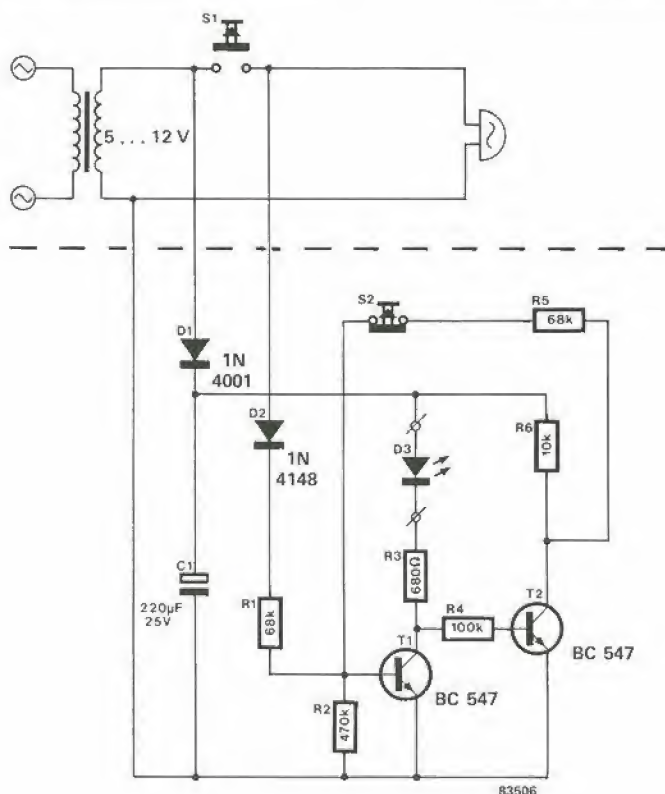 S1
5 ... 12 V
S2
R5
68k
D1
1N
4001
D2
1N
4148
D3
R6
10k
C1
220µF
25V
R1
68k
R3
680Ω
R4
100k
T1
T2
BC 547
BC 547
R2
470k
83506